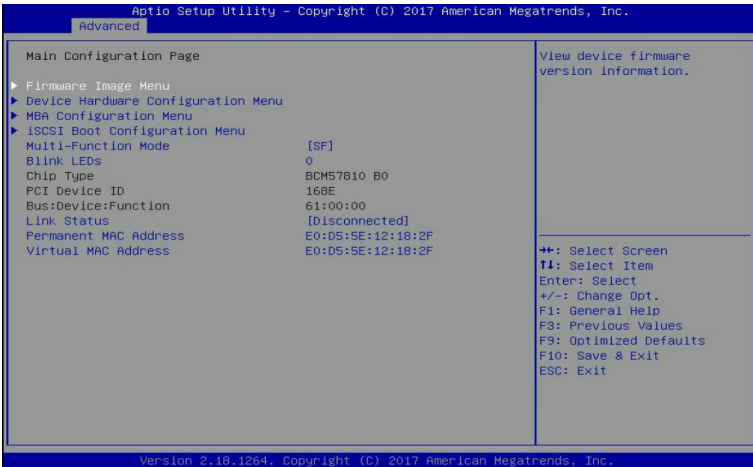 Aptio Setup Utility – Copyright (C) 2017 American Megatrends, Inc.
Advanced
Main Configuration Page
▶ Firmware Image Menu
▶ Device Hardware Configuration Menu
▶ MBA Configuration Menu
▶ iSCSI Boot Configuration Menu
Multi-Function Mode [SF]
Blink LEDs 0
Chip Type BCM57810 B0
PCI Device ID 168E
Bus:Device:Function 61:00:00
Link Status [Disconnected]
Permanent MAC Address E0:D5:5E:12:18:2F
Virtual MAC Address E0:D5:5E:12:18:2F
View device firmware
version information.
→←: Select Screen
↑↓: Select Item
Enter: Select
+/-: Change Opt.
F1: General Help
F3: Previous Values
F9: Optimized Defaults
F10: Save & Exit
ESC: Exit
Version 2.18.1264. Copyright (C) 2017 American Megatrends, Inc.